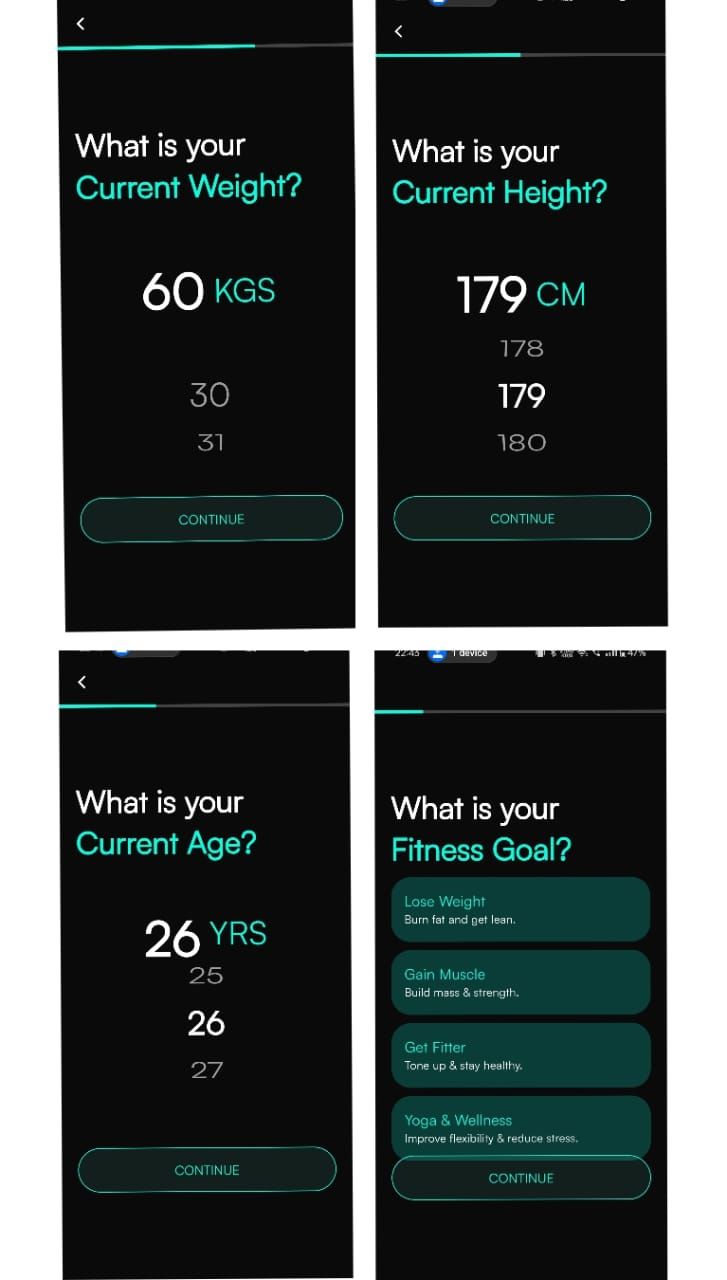 What is your
Current Weight?
60 KGS
30
31
CONTINUE
What is your
Current Height?
179 CM
178
179
180
CONTINUE
What is your
Current Age?
26 YRS
25
26
27
CONTINUE
22:43
1 device
47%
What is your
Fitness Goal?
Lose Weight
Burn fat and get lean.
Gain Muscle
Build mass & strength.
Get Fitter
Tone up & stay healthy.
Yoga & Wellness
Improve flexibility & reduce stress.
CONTINUE